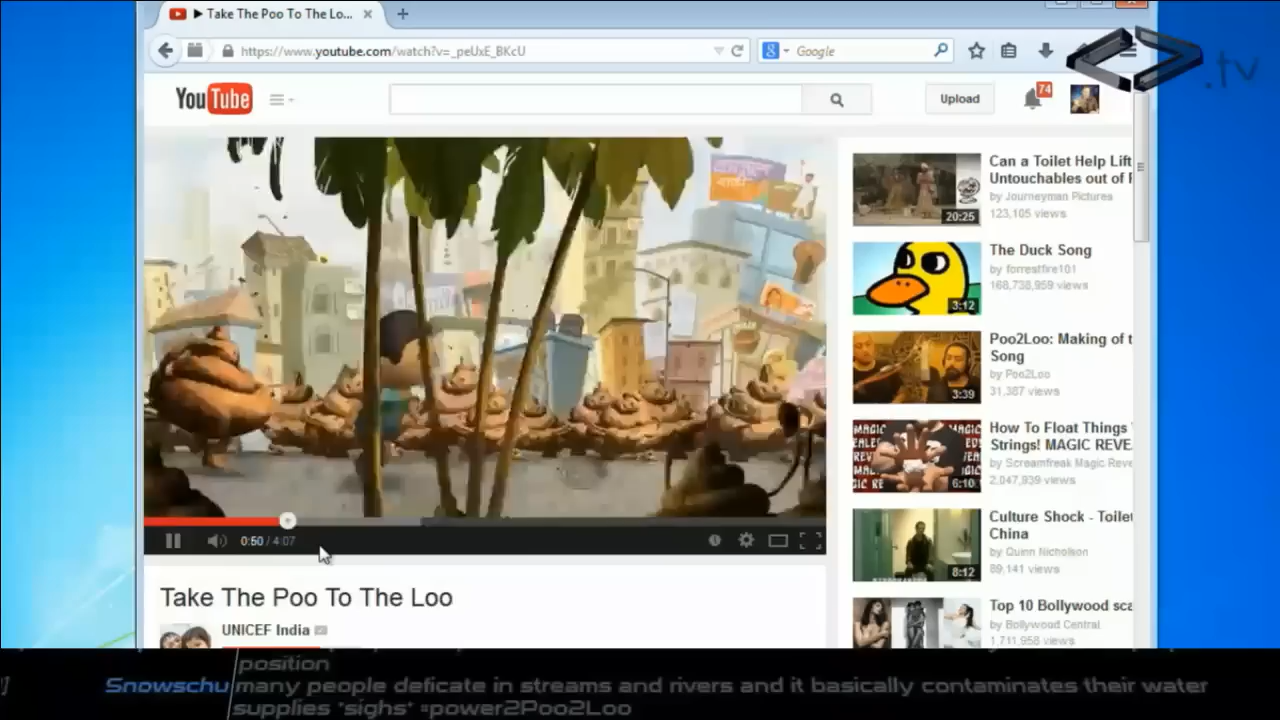 ▶ Take The Poo To The Lo...
https://www.youtube.com/watch?v=_peUxE_BKcU
Google
.tv
YouTube
Upload
74
Can a Toilet Help Lift
Untouchables out of
by Journeyman Pictures
123,105 views
20:25
The Duck Song
by forrestfire101
168,738,959 views
3:12
Poo2Loo: Making of t
Song
by Poo2Loo
31,387 views
3:39
How To Float Things
Strings! MAGIC REVE
by Screamfreak Magic Reve
2,047,939 views
6:10
Culture Shock - Toilet
China
by Quinn Nicholson
89,141 views
8:12
Top 10 Bollywood sca
by Bollywood Central
1,711,958 views
0:50 / 4:07
Take The Poo To The Loo
UNICEF India
position
Snowschu many people deficate in streams and rivers and it basically contaminates their water
supplies *sighs* =power2Poo2Loo